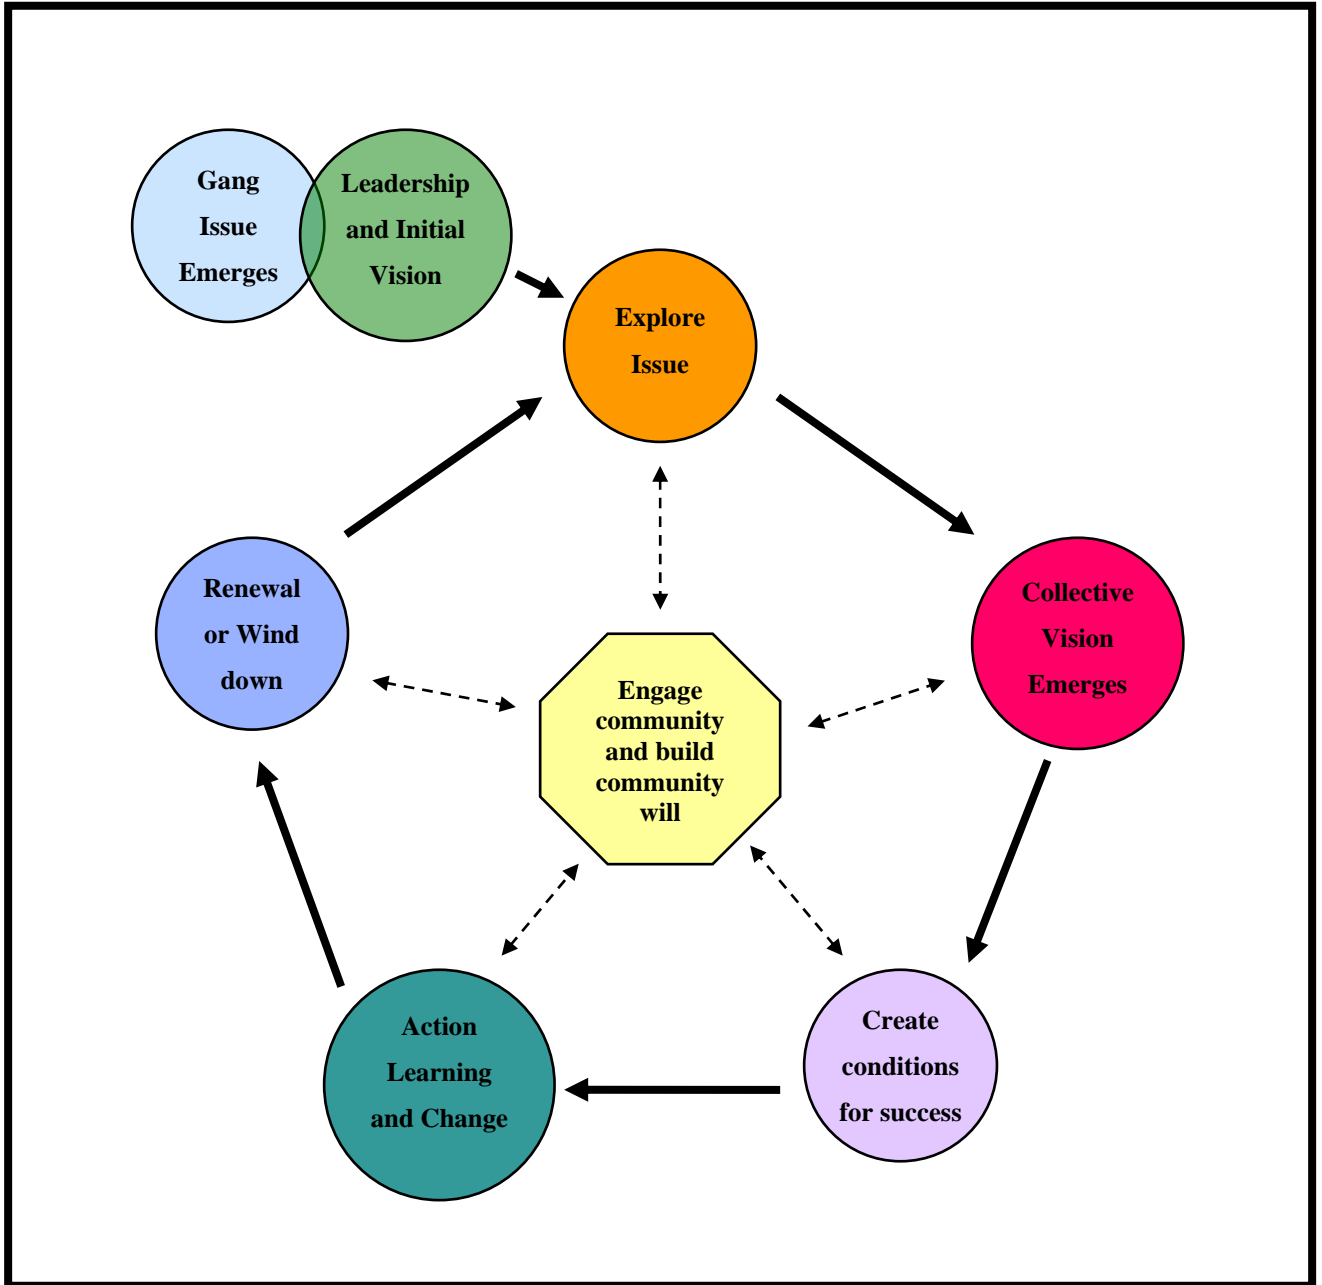 Gang
Issue
Emerges
Leadership
and Initial
Vision
Explore
Issue
Collective
Vision
Emerges
Create
conditions
for success
Action
Learning
and Change
Renewal
or Wind
down
Engage
community
and build
community
will